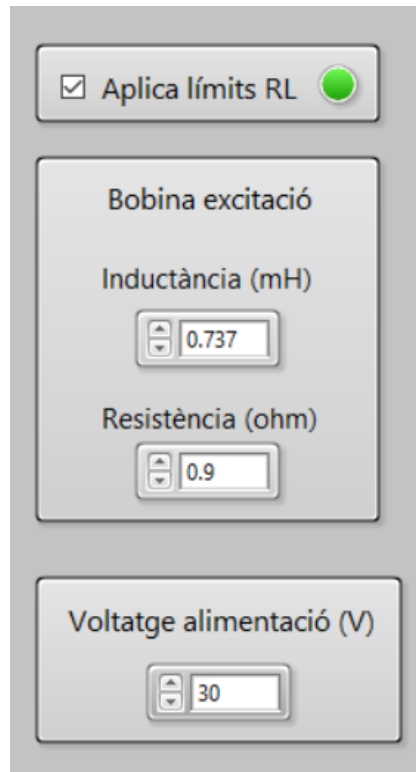 Aplica límits RL
Bobina excitació
Inductància (mH)
0.737
Resistència (ohm)
0.9
Voltatge alimentació (V)
30